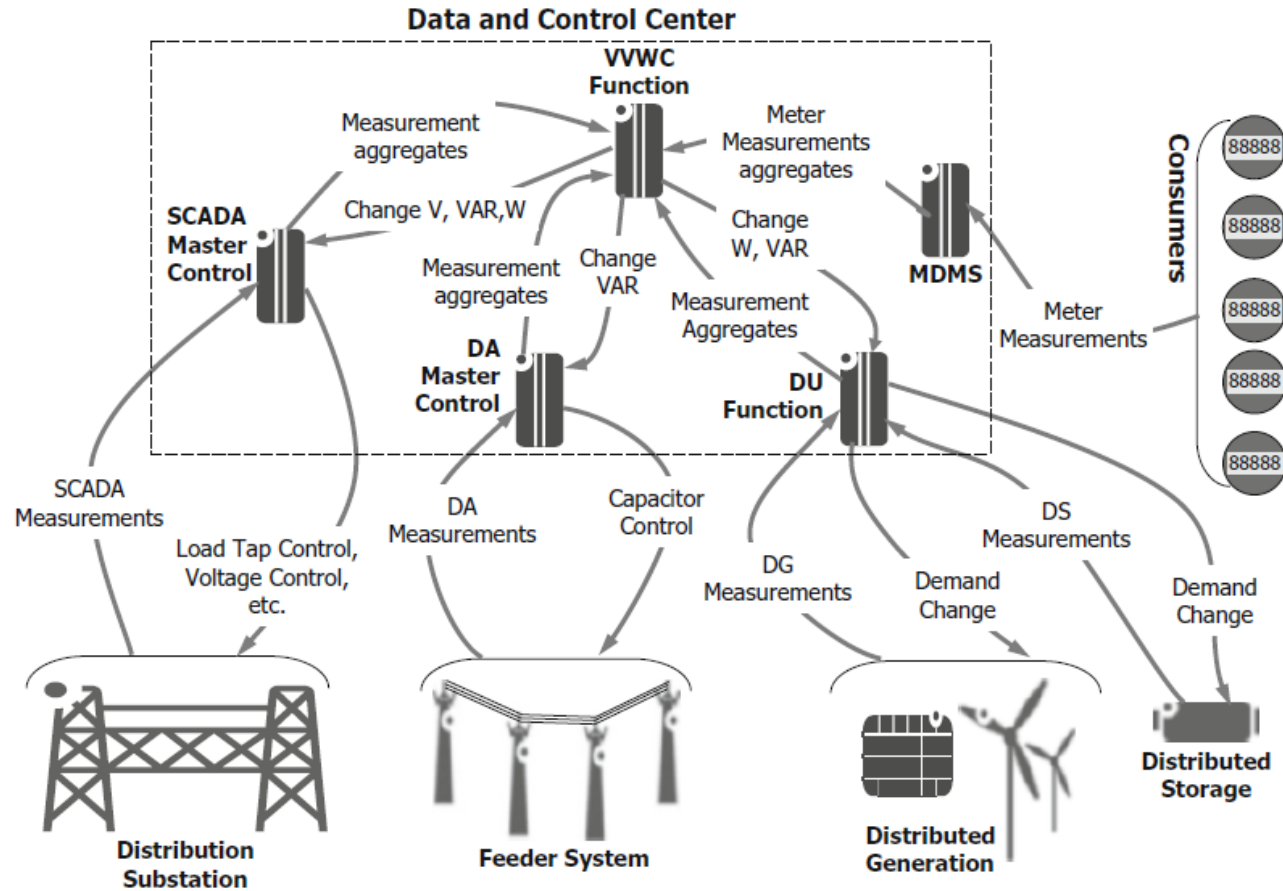 Data and Control Center
VVWC
Function
Measurement
aggregates
Meter
Measurements
aggregates
Change V, VAR,W
SCADA
Master
Control
Measurement
aggregates
Change
VAR
Change
W, VAR
MDMS
Measurement
Aggregates
Meter
Measurements
Consumers
88888
88888
88888
88888
88888
DA
Master
Control
DU
Function
SCADA
Measurements
Load Tap Control,
Voltage Control,
etc.
DA
Measurements
Capacitor
Control
DG
Measurements
Demand
Change
DS
Measurements
Demand
Change
Distribution
Substation
Feeder System
Distributed
Generation
Distributed
Storage